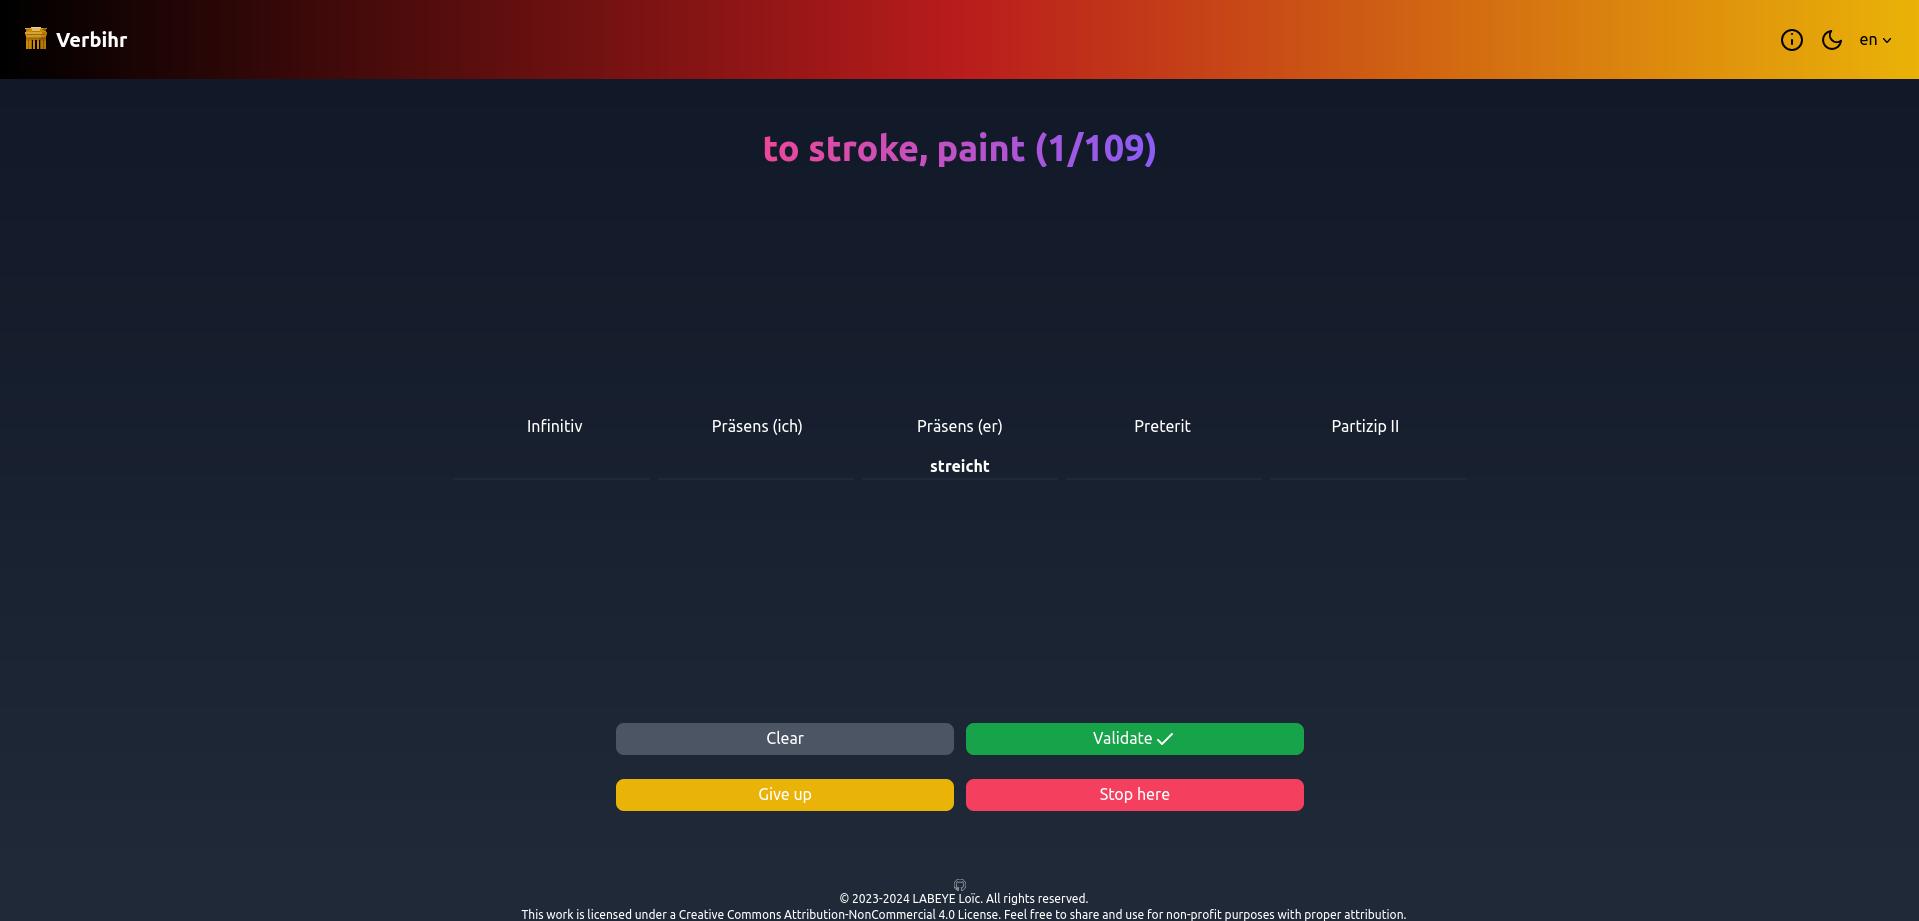 Verbihr
en
to stroke, paint (1/109)
Infinitiv Präsens (ich) Präsens (er) Preterit Partizip II
streicht
Clear Validate
Give up Stop here
© 2023-2024 LABEYE Loïc. All rights reserved.
This work is licensed under a Creative Commons Attribution-NonCommercial 4.0 License. Feel free to share and use for non-profit purposes with proper attribution.